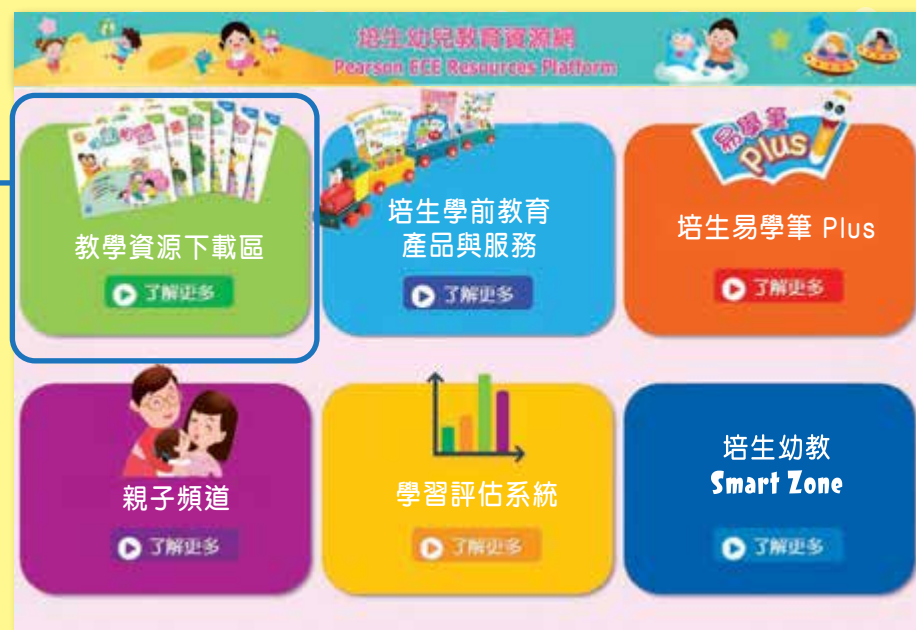 培生幼兒教育資源網
Pearson ECE Resources Platform
教學資源下載區
了解更多
培生學前教育
產品與服務
了解更多
易學筆
Plus
培生易學筆 Plus
了解更多
親子頻道
了解更多
學習評估系統
了解更多
培生幼教
Smart Zone
了解更多